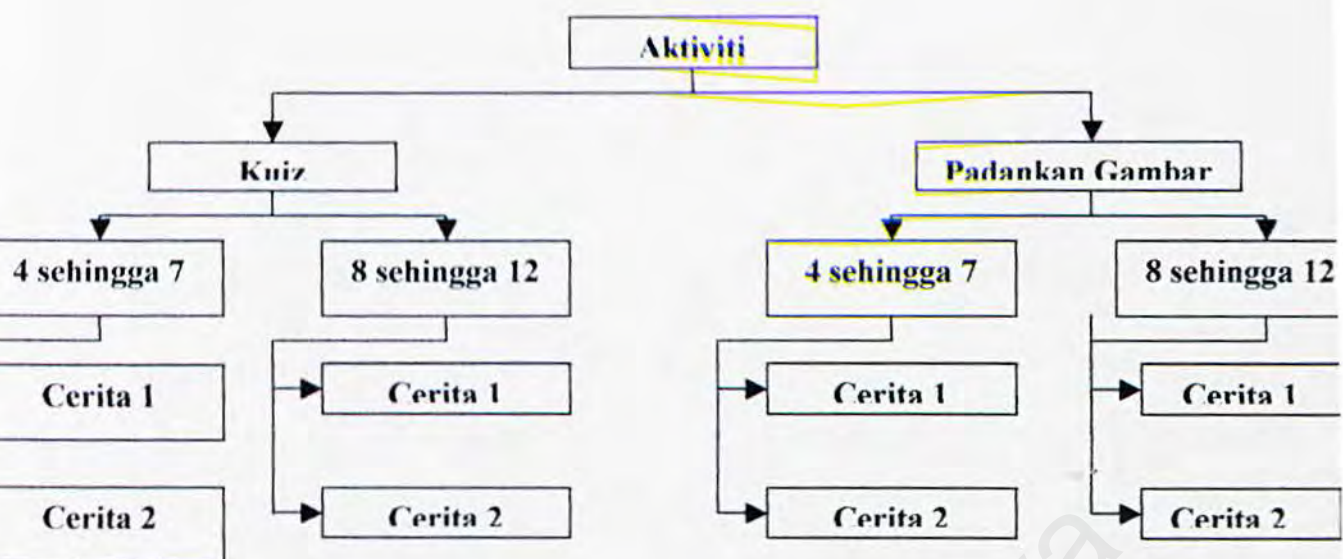 Aktiviti
Kuiz
Padankan Gambar
4 sehingga 7
8 sehingga 12
4 sehingga 7
8 sehingga 12
Cerita 1
Cerita 1
Cerita 1
Cerita 1
Cerita 2
Cerita 2
Cerita 2
Cerita 2